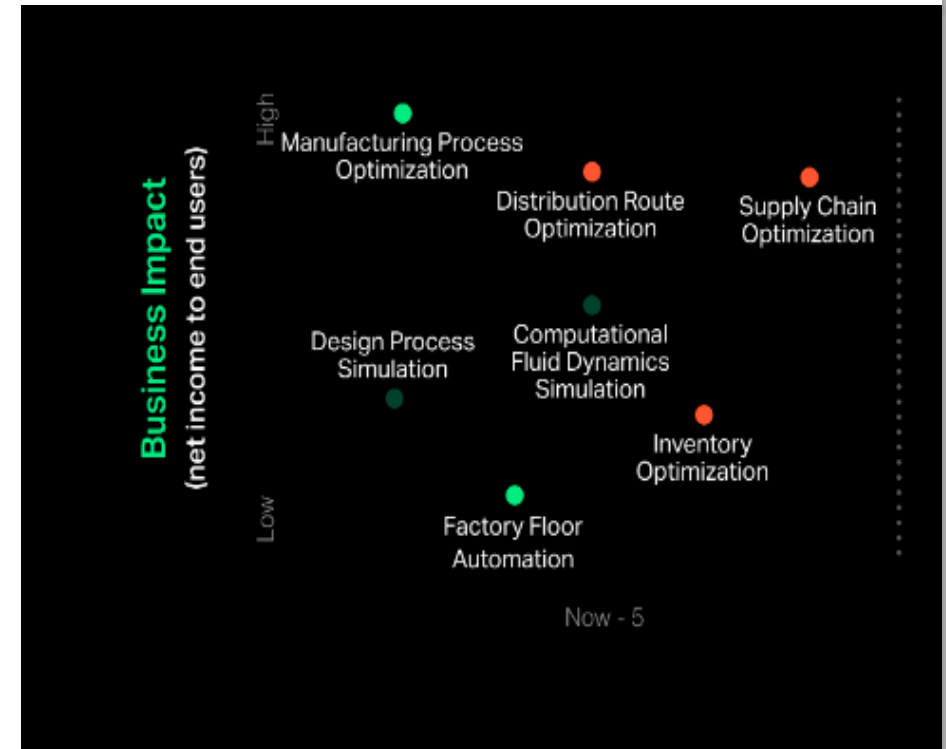 Business Impact
(net income to end users)
High
Low
Manufacturing Process
Optimization
Distribution Route
Optimization
Supply Chain
Optimization
Design Process
Simulation
Computational
Fluid Dynamics
Simulation
Inventory
Optimization
Factory Floor
Automation
Now - 5